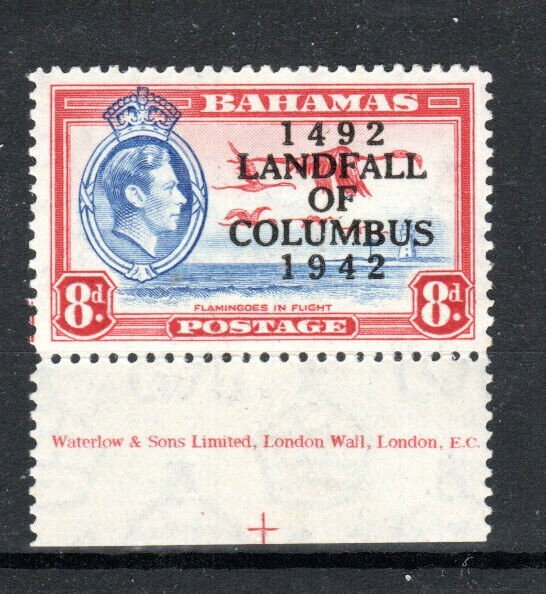 BAHAMAS
1492
LANDFALL
OF
COLUMBUS
1942
FLAMINGOES IN FLIGHT
8d. 8d.
POSTAGE
Waterlow & Sons Limited, London Wall, London, E.C.